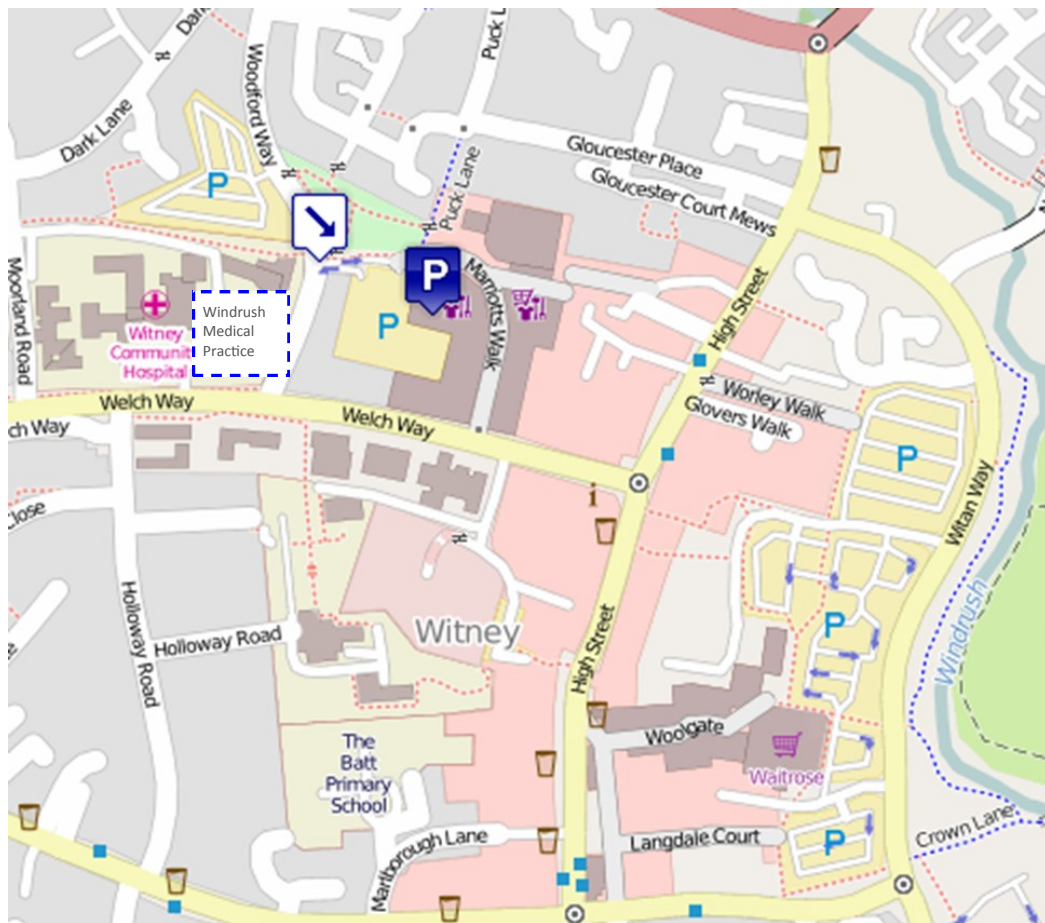 Dark
Puck L
Dark Lane
Woodford Way
P
Gloucester Place
Gloucester Court Mews
Puck Lane
P
Marriotts Walk
High Street
Moorland Road
Witney
Communit
Hospital
Windrush
Medical
Practice
P
Welch Way
Welch Way
ch Way
Worley Walk
Glovers Walk
P
Witan Way
i
Close
Holloway Road
Holloway Road
Witney
High Street
P
Windrush
Woolgate
Waitrose
The
Batt
Primary
School
Marlborough Lane
Langdale Court
P
Crown Lane